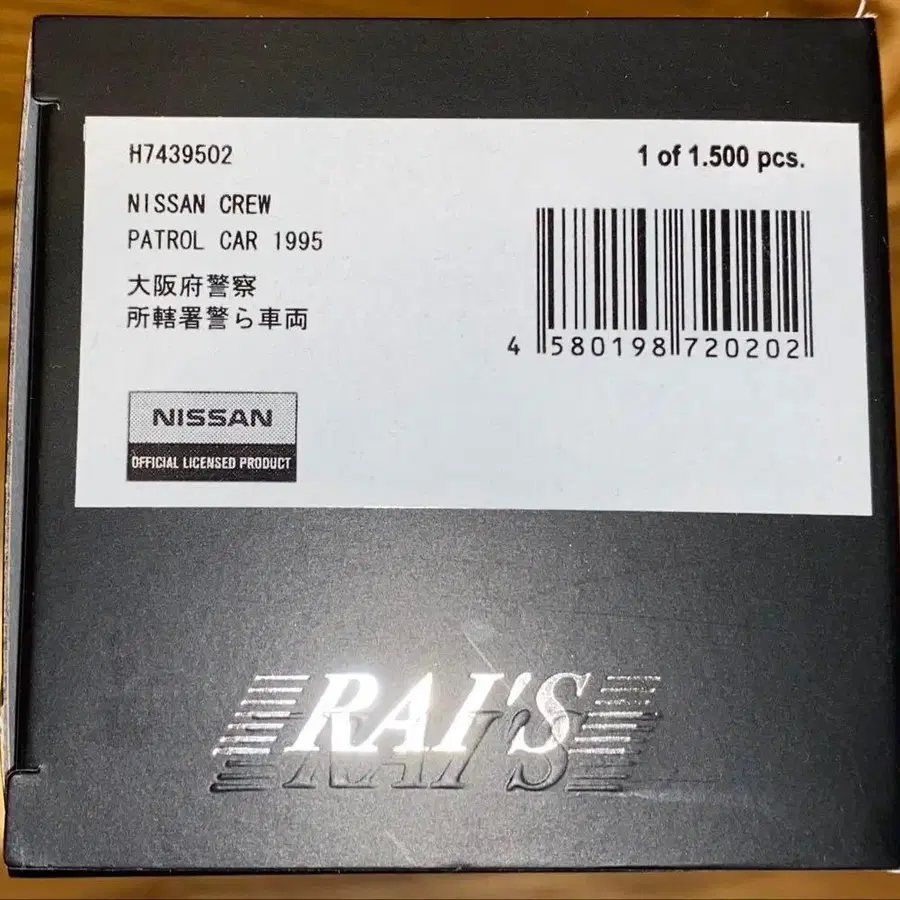 H7439502
1 of 1.500 pcs.
NISSAN CREW
PATROL CAR 1995
大阪府警察
所轄署警ら車両
4 580198 720202
NISSAN
OFFICIAL LICENSED PRODUCT
RAI'S